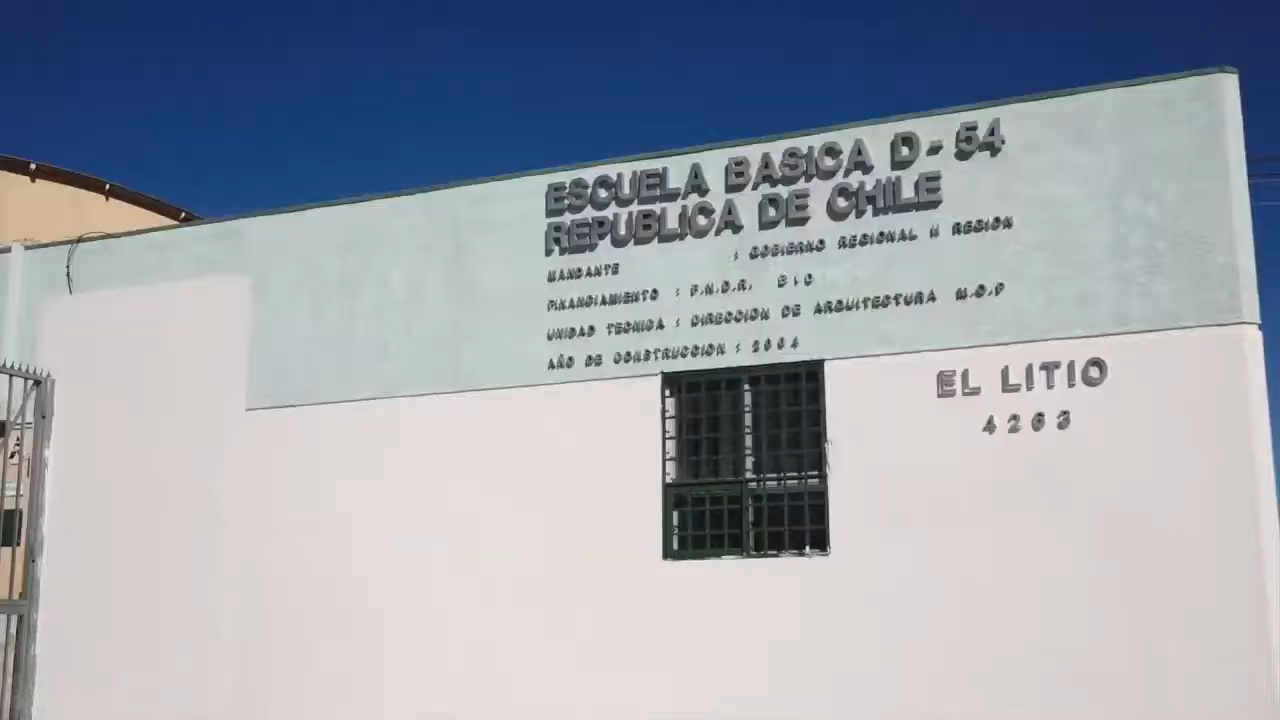 ESCUELA BASICA D - 54
REPUBLICA DE CHILE
MANDANTE : GOBIERNO REGIONAL II REGION
FINANCIAMIENTO : F.N.D.R. B I D
UNIDAD TECNICA : DIRECCION DE ARQUITECTURA M.O.P
AÑO DE CONSTRUCCION : 2004
EL LITIO
4263